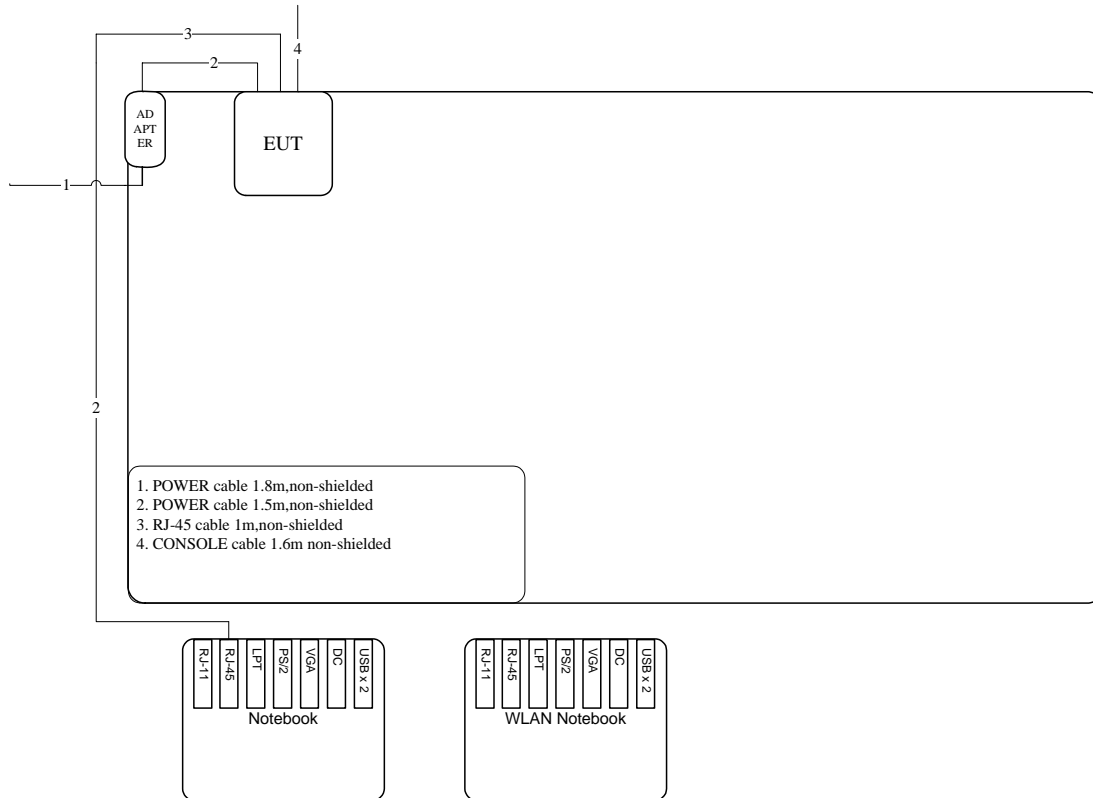 3
4
2
AD
APT
ER
EUT
1
2
1. POWER cable 1.8m,non-shielded
2. POWER cable 1.5m,non-shielded
3. RJ-45 cable 1m,non-shielded
4. CONSOLE cable 1.6m non-shielded
RJ-11
RJ-45
LPT
PS/2
VGA
DC
USB x 2
Notebook
RJ-11
RJ-45
LPT
PS/2
VGA
DC
USB x 2
WLAN Notebook